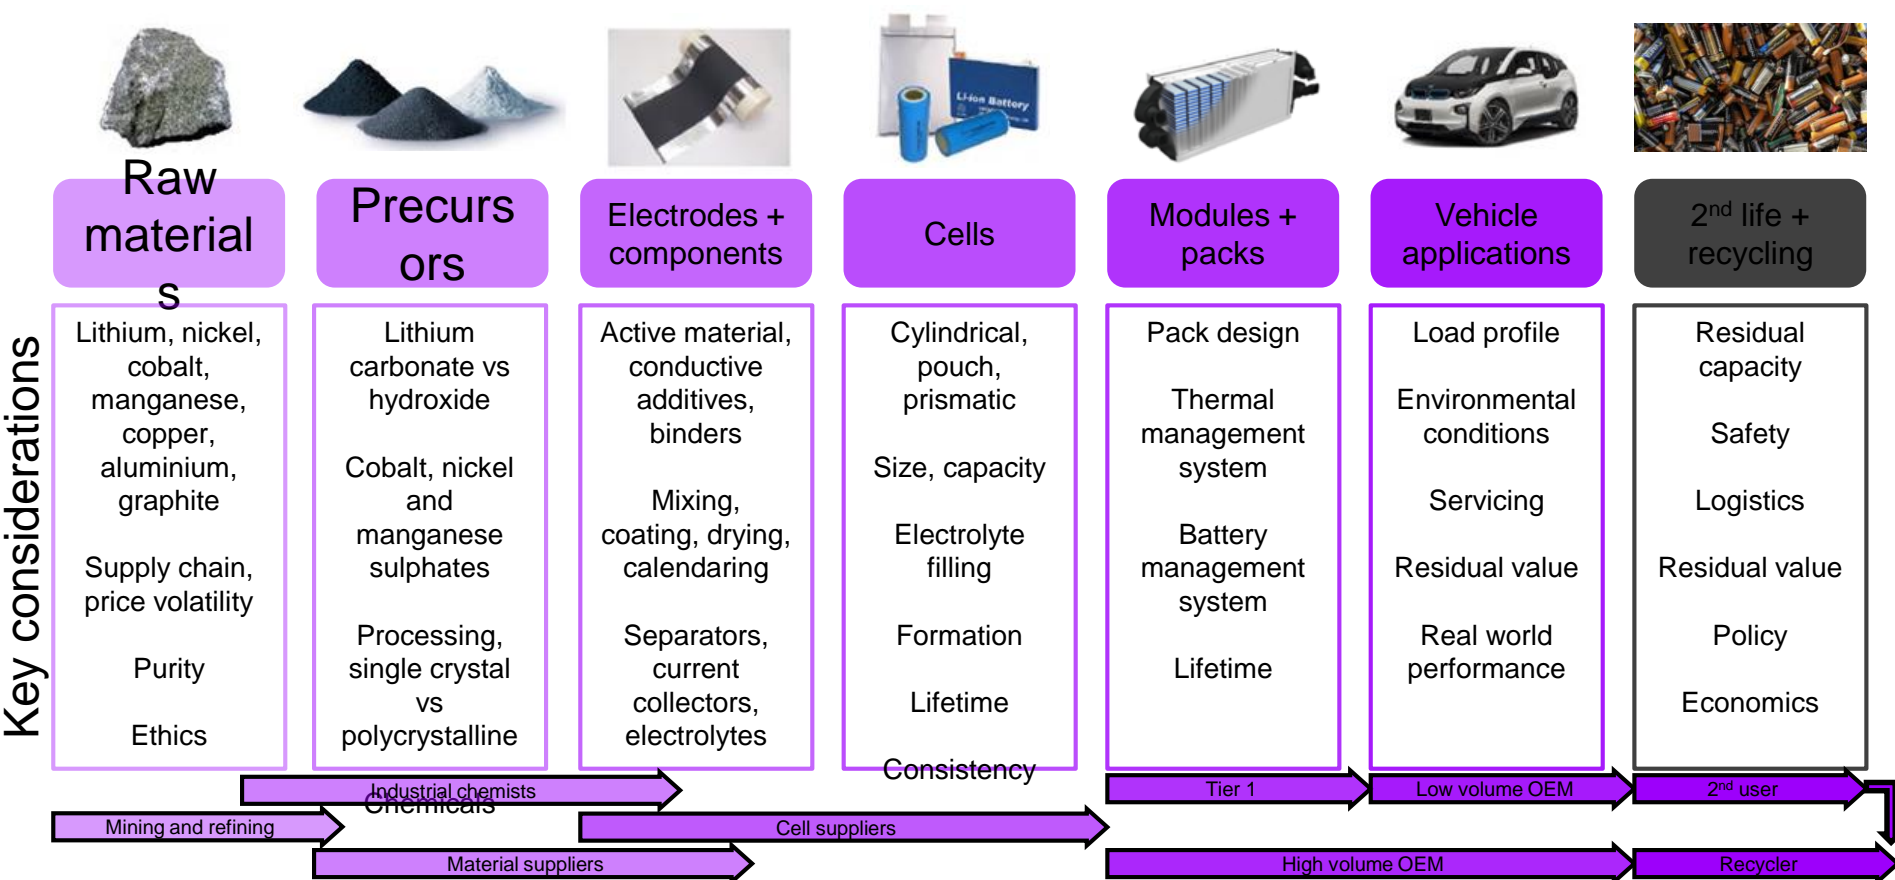 Li-ion Battery
Raw
material
s
Precurs
ors
Electrodes +
components
Cells
Modules +
packs
Vehicle
applications
2nd life +
recycling
Key considerations
Lithium, nickel,
cobalt,
manganese,
copper,
aluminium,
graphite
Supply chain,
price volatility
Purity
Ethics
Lithium
carbonate vs
hydroxide
Cobalt, nickel
and
manganese
sulphates
Processing,
single crystal
vs
polycrystalline
Chemicals
Active material,
conductive
additives,
binders
Mixing,
coating, drying,
calendaring
Separators,
current
collectors,
electrolytes
Cylindrical,
pouch,
prismatic
Size, capacity
Electrolyte
filling
Formation
Lifetime
Consistency
Pack design
Thermal
management
system
Battery
management
system
Lifetime
Load profile
Environmental
conditions
Servicing
Residual value
Real world
performance
Residual
capacity
Safety
Logistics
Residual value
Policy
Economics
Industrial chemists
Tier 1
Low volume OEM
2nd user
Mining and refining
Cell suppliers
Material suppliers
High volume OEM
Recycler